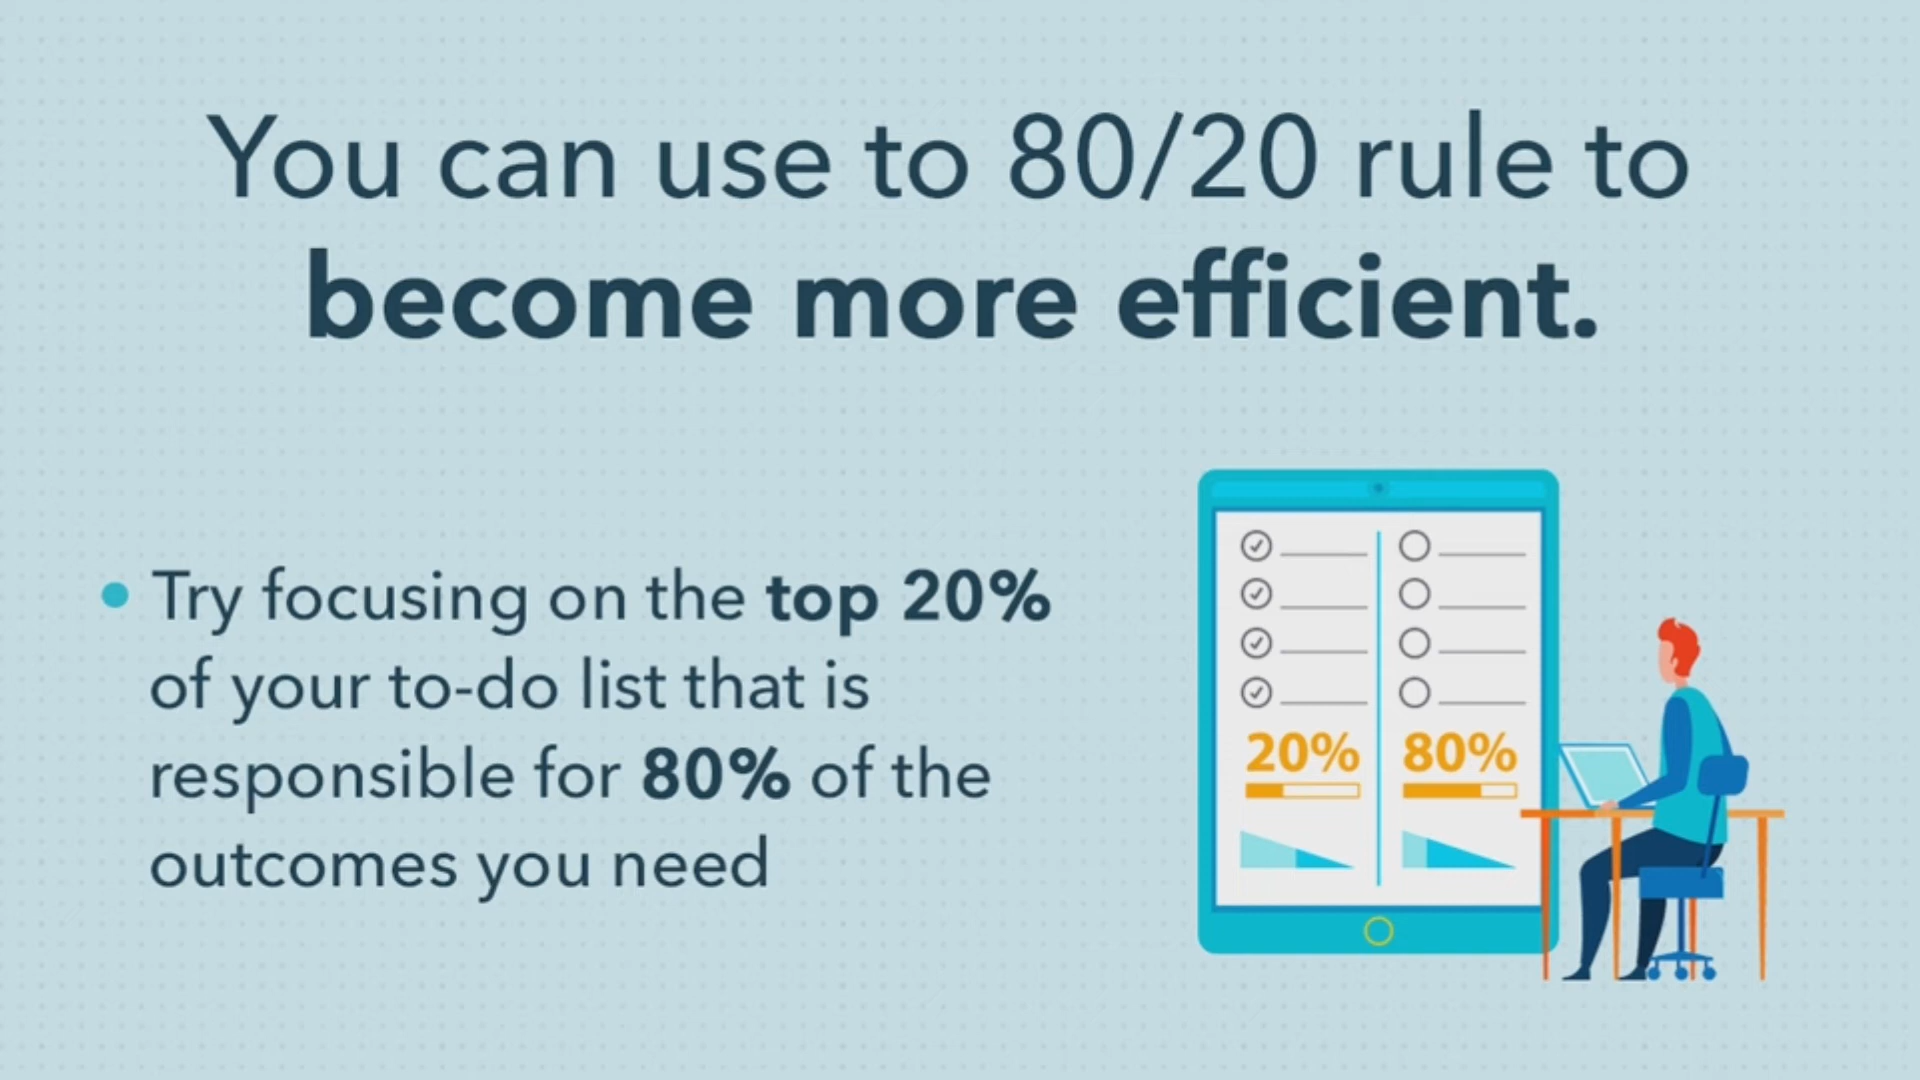 You can use to 80/20 rule to
become more efficient.
Try focusing on the top 20%
of your to-do list that is
responsible for 80% of the
outcomes you need
20% 80%